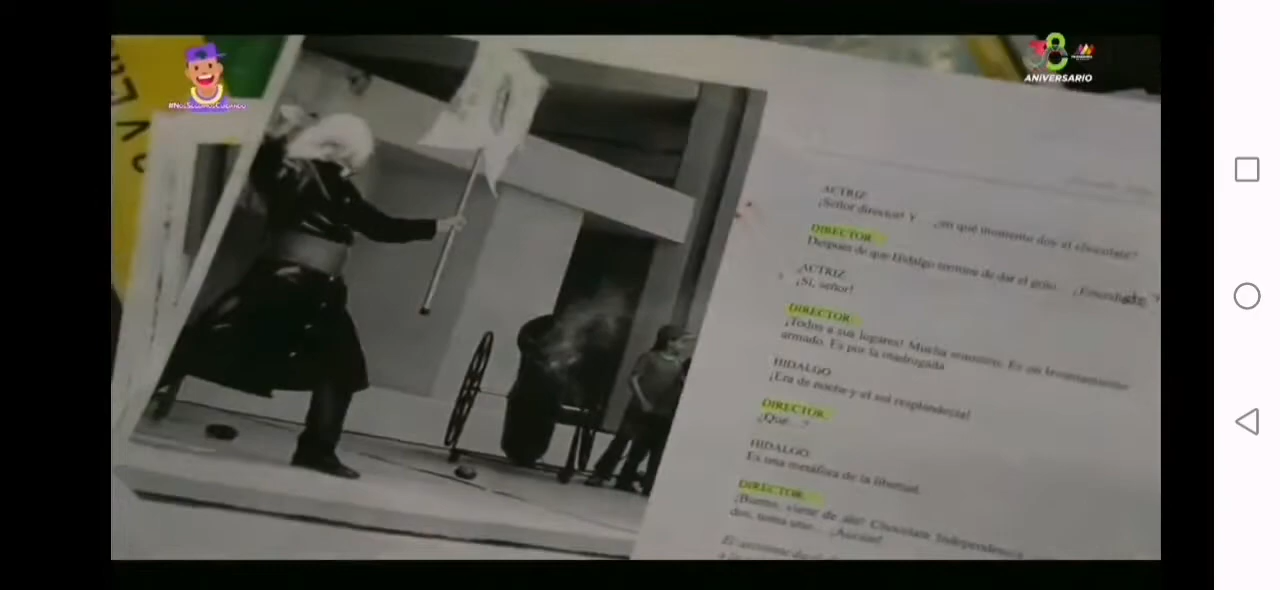 #NosSeguimosCuidando
38
ANIVERSARIO
ACTRIZ
¡Señor director! Y ... ¿en qué momento doy el chocolate?
DIRECTOR
Después de que Hidalgo termine de dar el grito...
ACTRIZ
¡Sí, señor!
DIRECTOR:
¡Todos a sus lugares! Mucha emoción. Es un levantamiento
armado. Es por la madrugada
HIDALGO
¡Era de noche y el sol resplandecía!
DIRECTOR:
¿Qué...?
HIDALGO
Es una metáfora de la libertad.
DIRECTOR:
¡Bueno, viene de ahí! Chocolate Independencia
dos, toma uno... ¡Acción!